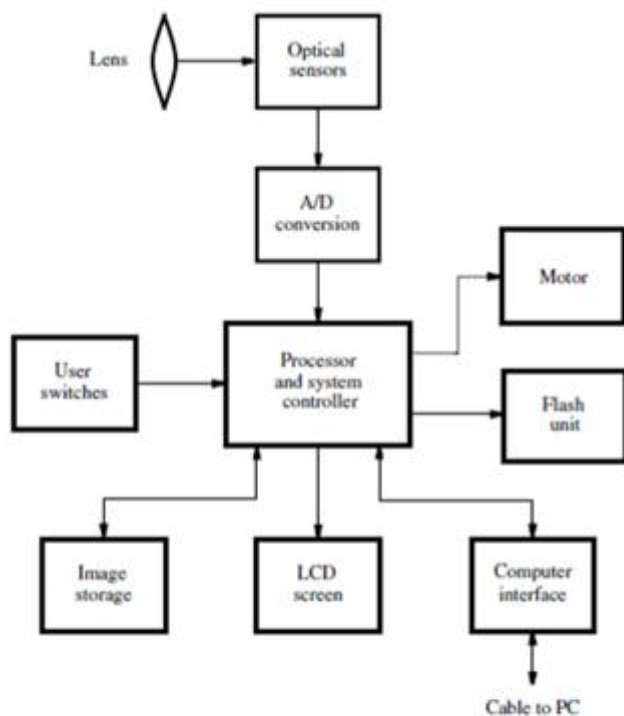 Lens
Optical
sensors
A/D
conversion
Motor
User
switches
Processor
and system
controller
Flash
unit
Image
storage
LCD
screen
Computer
interface
Cable to PC